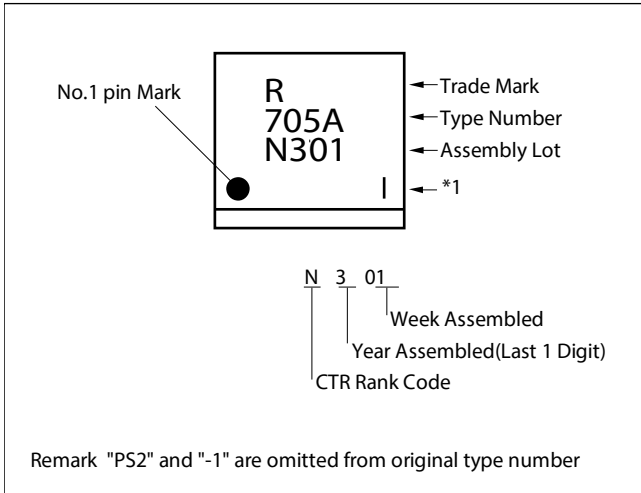 No.1 pin Mark
R
705A
N301
l
Trade Mark
Type Number
Assembly Lot
*1
N 3 01
Week Assembled
Year Assembled(Last 1 Digit)
CTR Rank Code
Remark "PS2" and "-1" are omitted from original type number